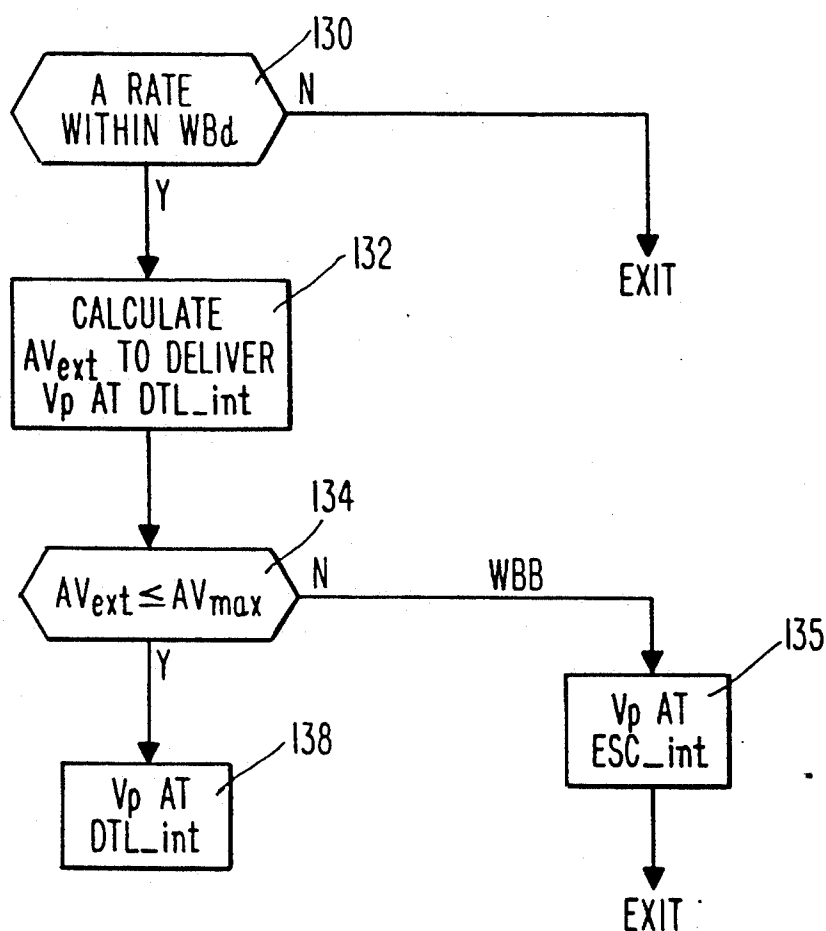 130
A RATE
WITHIN WBd
N
Y
EXIT
132
CALCULATE
AVext TO DELIVER
Vp AT DTL_int
134
AVext ≤ AVmax
N
WBB
Y
135
Vp AT
ESC_int
138
Vp AT
DTL_int
EXIT